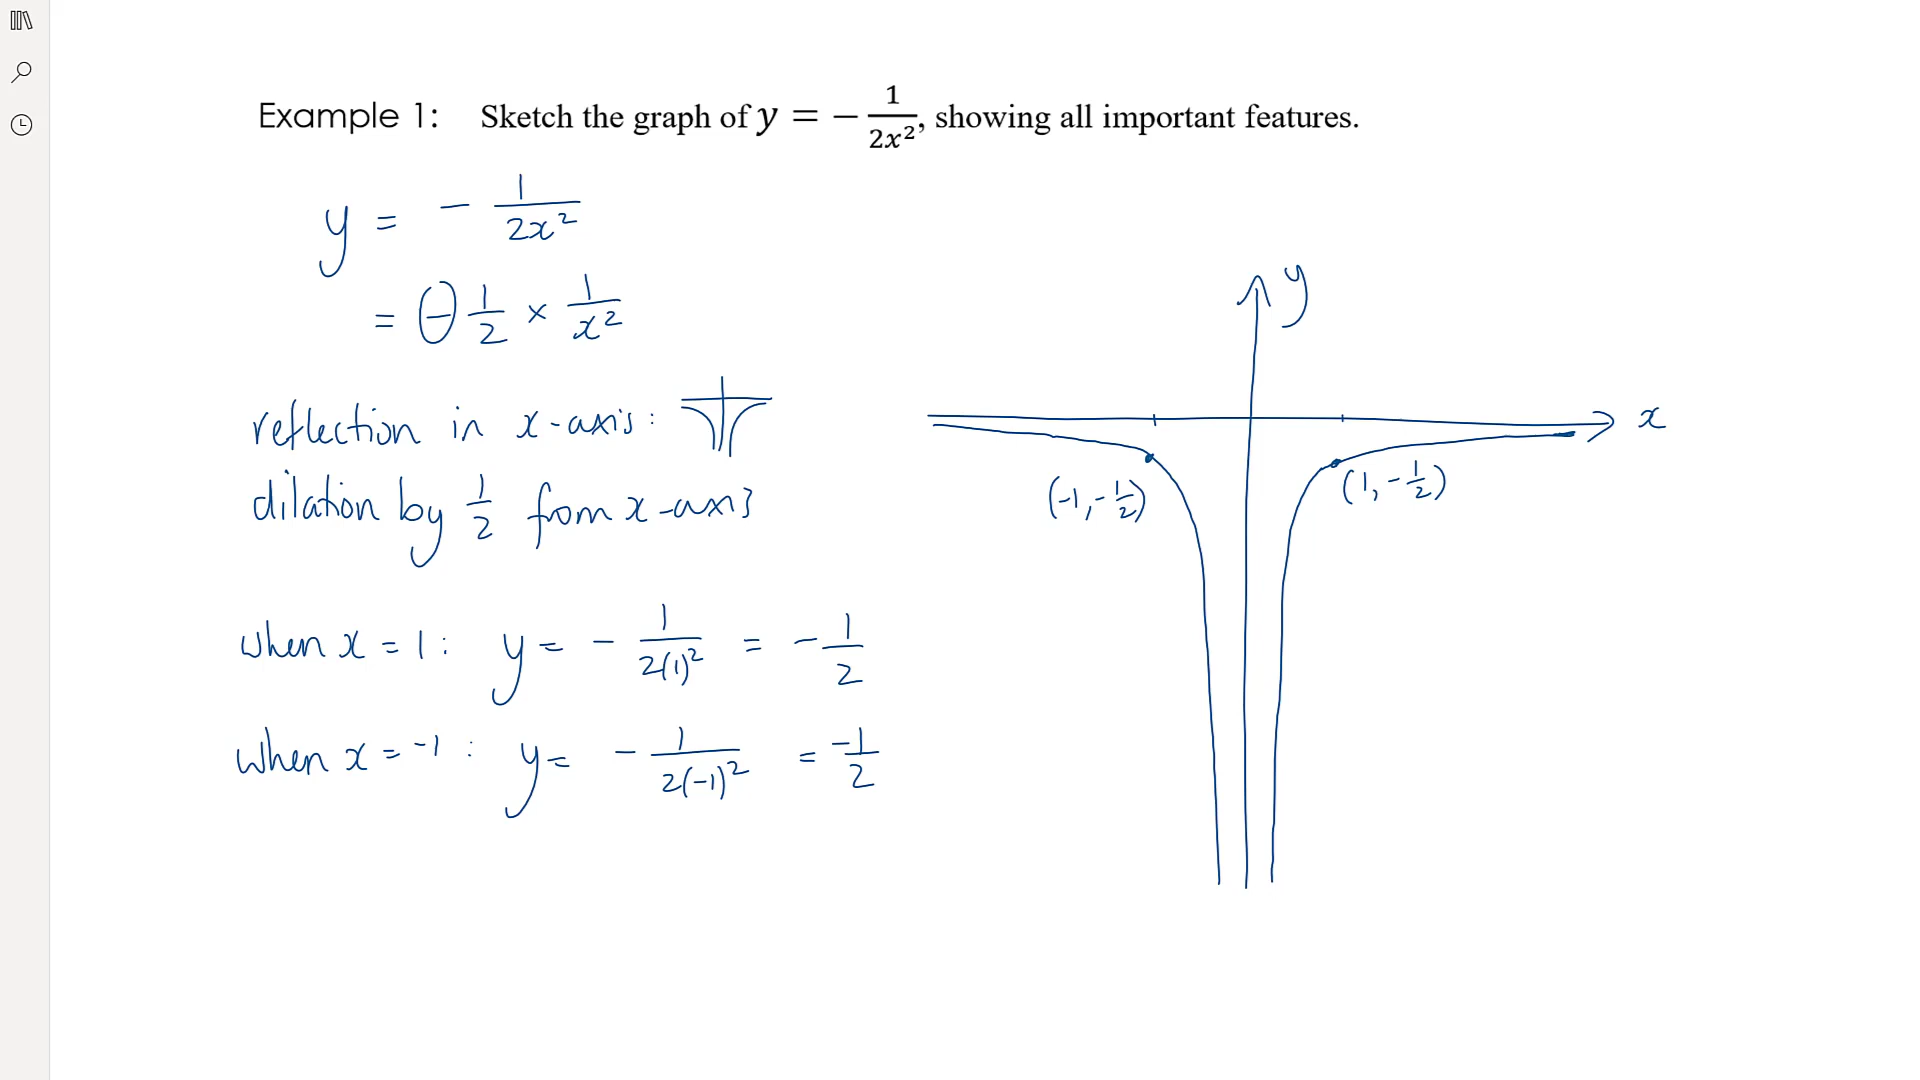 Example 1: Sketch the graph of y = −1/(2x²), showing all important features.
y = − 1/(2x²)
= ⊖ 1/2 × 1/x²
reflection in x-axis:
dilation by 1/2 from x-axis
when x = 1: y = − 1/(2(1)²) = − 1/2
when x = -1 : y = − 1/(2(-1)²) = -1/2
y
x
(-1, -1/2)
(1, -1/2)